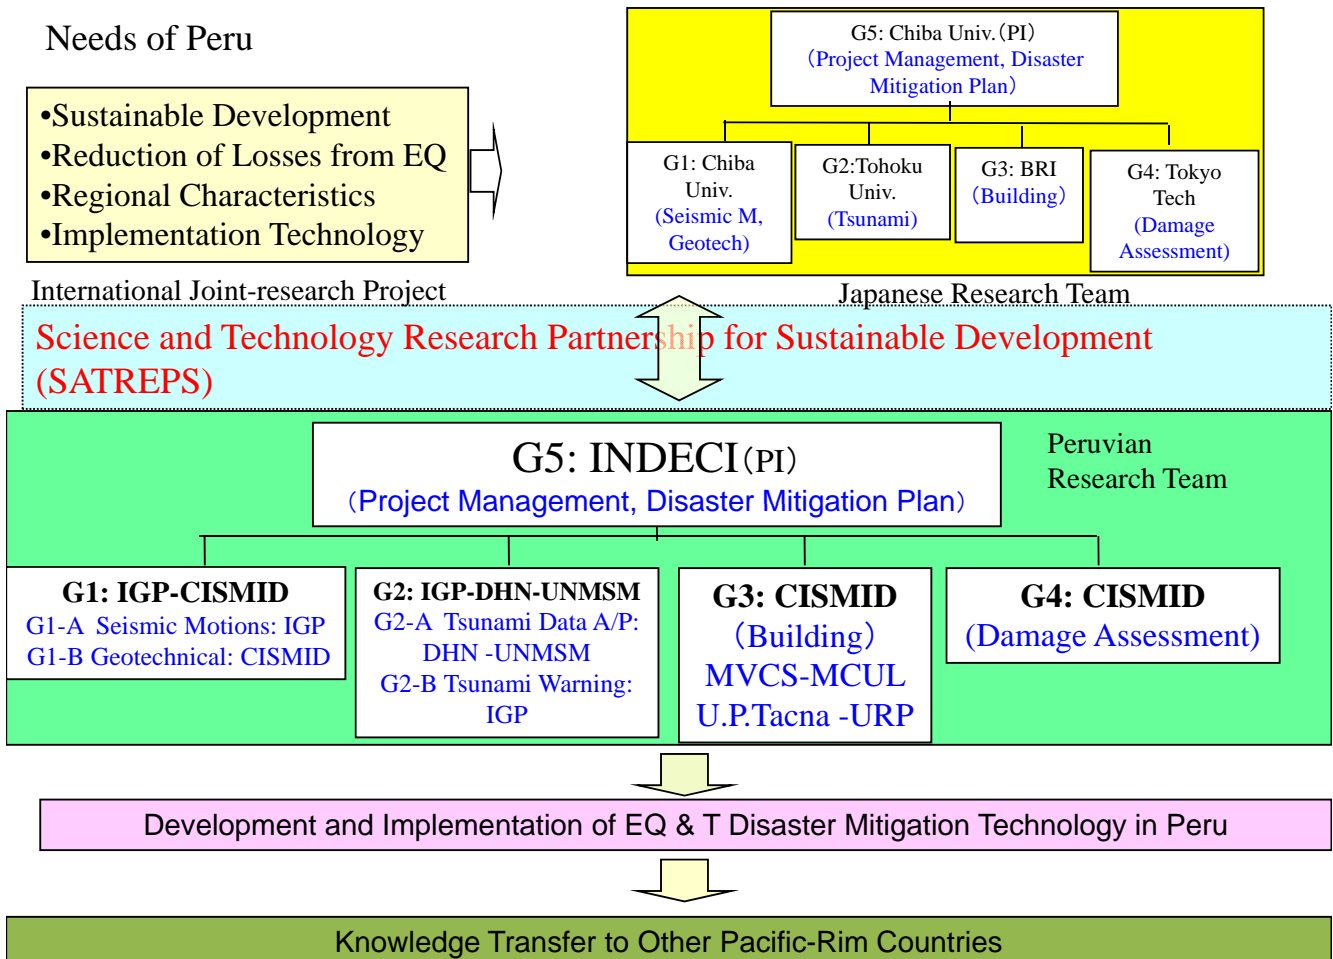 Needs of Peru
•Sustainable Development
•Reduction of Losses from EQ
•Regional Characteristics
•Implementation Technology
G5: Chiba Univ.（PI）
（Project Management, Disaster
Mitigation Plan）
G1: Chiba
Univ.
(Seismic M,
Geotech)
G2:Tohoku
Univ.
(Tsunami)
G3: BRI
（Building）
G4: Tokyo
Tech
(Damage
Assessment)
International Joint-research Project
Japanese Research Team
Science and Technology Research Partnership for Sustainable Development
(SATREPS)
G5: INDECI（PI）
（Project Management, Disaster Mitigation Plan）
Peruvian
Research Team
G1: IGP-CISMID
G1-A Seismic Motions: IGP
G1-B Geotechnical: CISMID
G2: IGP-DHN-UNMSM
G2-A Tsunami Data A/P:
DHN -UNMSM
G2-B Tsunami Warning:
IGP
G3: CISMID
（Building）
MVCS-MCUL
U.P.Tacna -URP
G4: CISMID
(Damage Assessment)
Development and Implementation of EQ & T Disaster Mitigation Technology in Peru
Knowledge Transfer to Other Pacific-Rim Countries